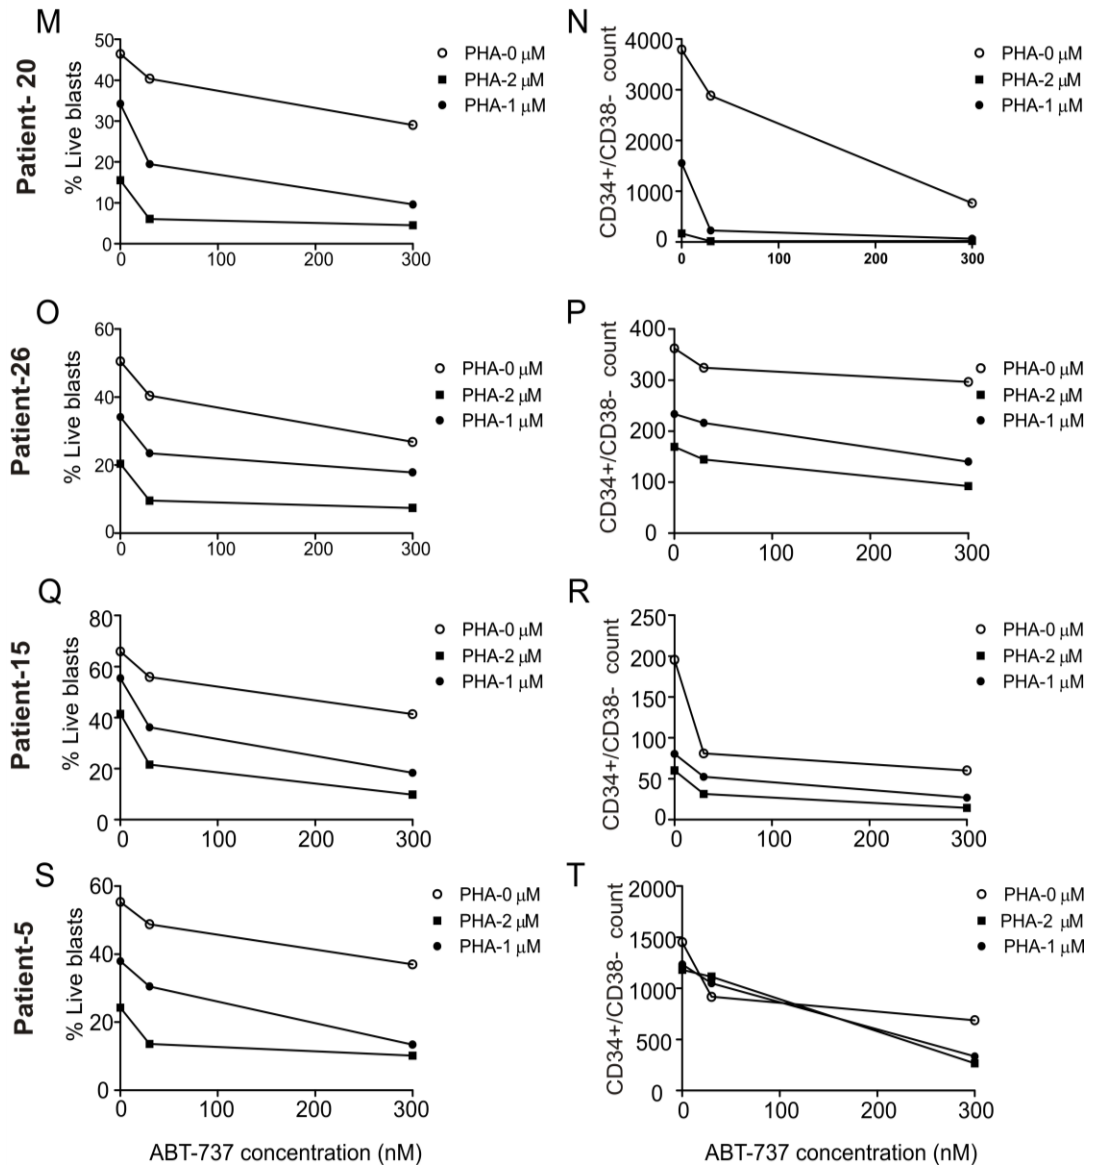 M
Patient- 20
% Live blasts
50
40
30
20
10
0
0 100 200 300
PHA-0 µM
PHA-2 µM
PHA-1 µM
N
CD34+/CD38- count
4000
3000
2000
1000
0
0 100 200 300
PHA-0 µM
PHA-2 µM
PHA-1 µM
O
Patient-26
% Live blasts
60
40
20
0
0 100 200 300
PHA-0 µM
PHA-2 µM
PHA-1 µM
P
CD34+/CD38- count
400
300
200
100
0
0 100 200 300
PHA-0 µM
PHA-2 µM
PHA-1 µM
Q
Patient-15
% Live blasts
80
60
40
20
0
0 100 200 300
PHA-0 µM
PHA-2 µM
PHA-1 µM
R
CD34+/CD38- count
250
200
150
100
50
0
0 100 200 300
PHA-0 µM
PHA-2 µM
PHA-1 µM
S
Patient-5
% Live blasts
60
40
20
0
0 100 200 300
PHA-0 µM
PHA-2 µM
PHA-1 µM
ABT-737 concentration (nM)
T
CD34+/CD38- count
2000
1500
1000
500
0
0 100 200 300
PHA-0 µM
PHA-2 µM
PHA-1 µM
ABT-737 concentration (nM)